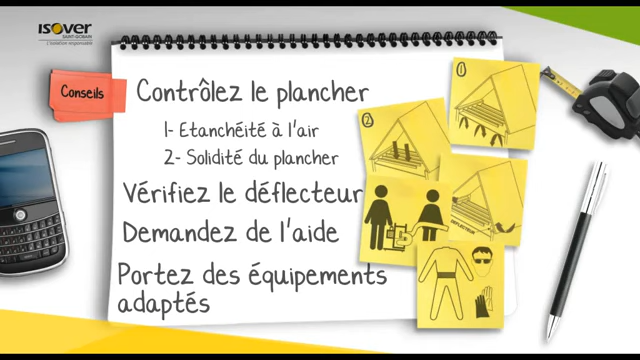 isover
SAINT-GOBAIN
L'isolation responsable
Conseils
Contrôlez le plancher
1- Etanchéité à l'air
2- Solidité du plancher
Vérifiez le déflecteur
Demandez de l'aide
Portez des équipements
adaptés
1
2
DÉFLECTEUR